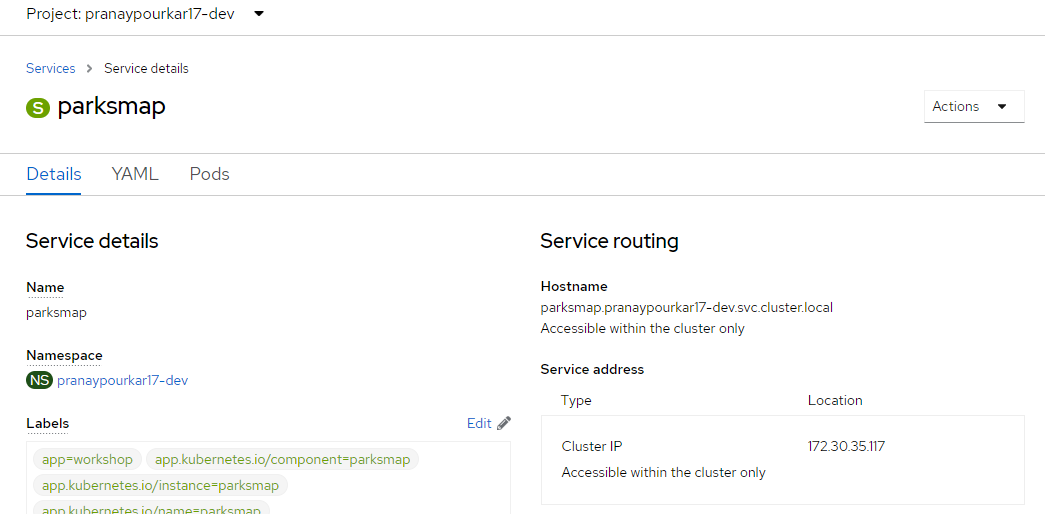 Project: pranaypourkar17-dev
Services > Service details
S parksmap
Actions
Details YAML Pods
Service details
Name
parksmap
Namespace
NS pranaypourkar17-dev
Labels Edit
app=workshop app.kubernetes.io/component=parksmap
app.kubernetes.io/instance=parksmap
app.kubernetes.io/name=parksmap
Service routing
Hostname
parksmap.pranaypourkar17-dev.svc.cluster.local
Accessible within the cluster only
Service address
Type Location
Cluster IP 172.30.35.117
Accessible within the cluster only